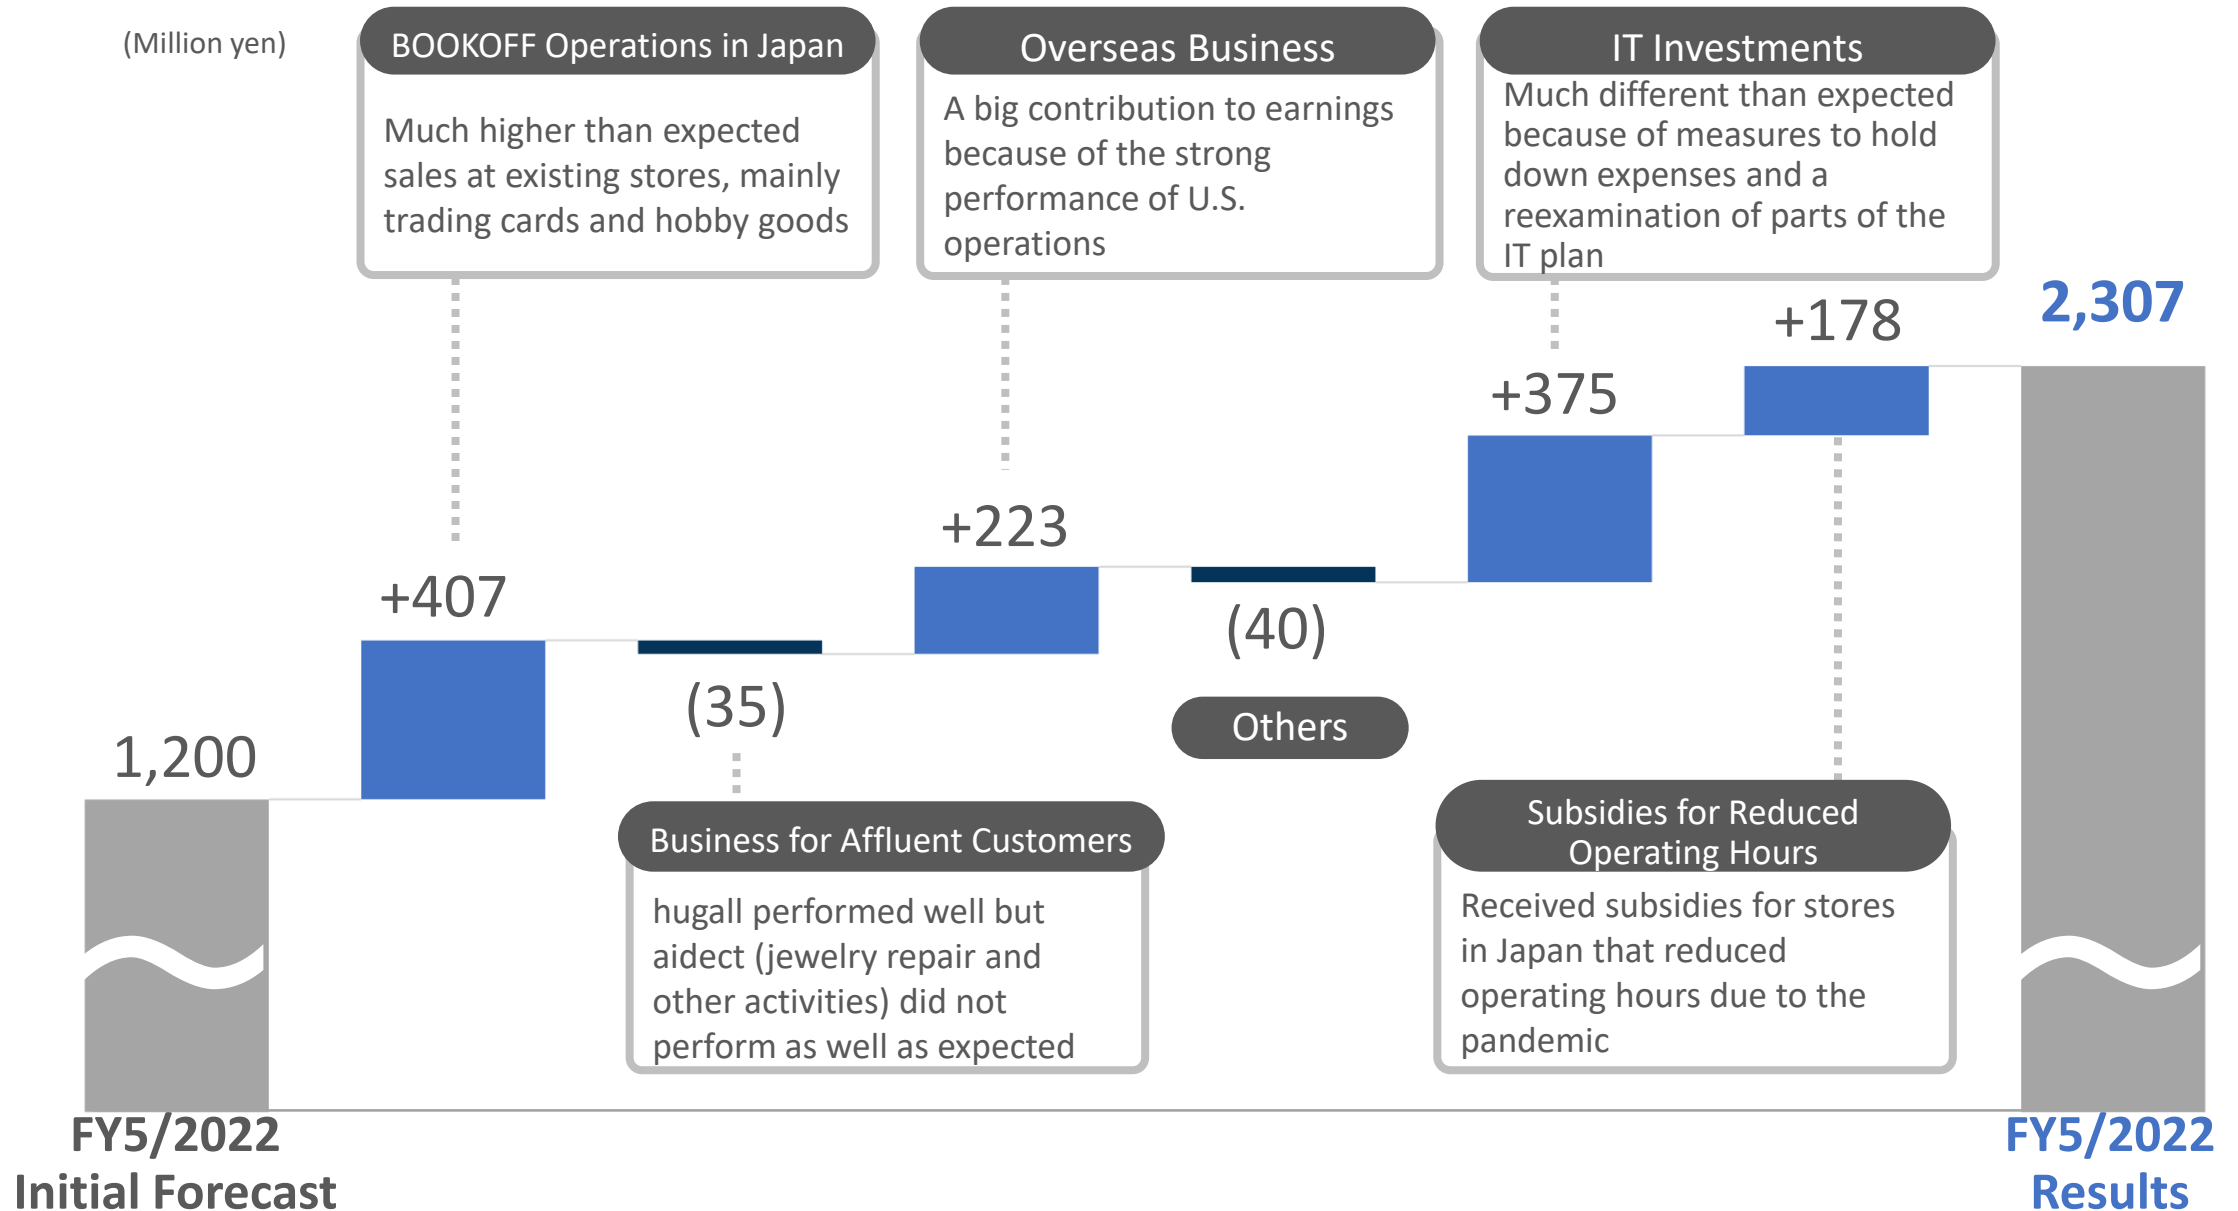 (Million yen)
BOOKOFF Operations in Japan
Much higher than expected
sales at existing stores, mainly
trading cards and hobby goods
Overseas Business
A big contribution to earnings
because of the strong
performance of U.S.
operations
IT Investments
Much different than expected
because of measures to hold
down expenses and a
reexamination of parts of the
IT plan
2,307
+178
+375
+223
+407
(40)
(35)
Others
1,200
Business for Affluent Customers
hugall performed well but
aidect (jewelry repair and
other activities) did not
perform as well as expected
Subsidies for Reduced
Operating Hours
Received subsidies for stores
in Japan that reduced
operating hours due to the
pandemic
FY5/2022
Initial Forecast
FY5/2022
Results